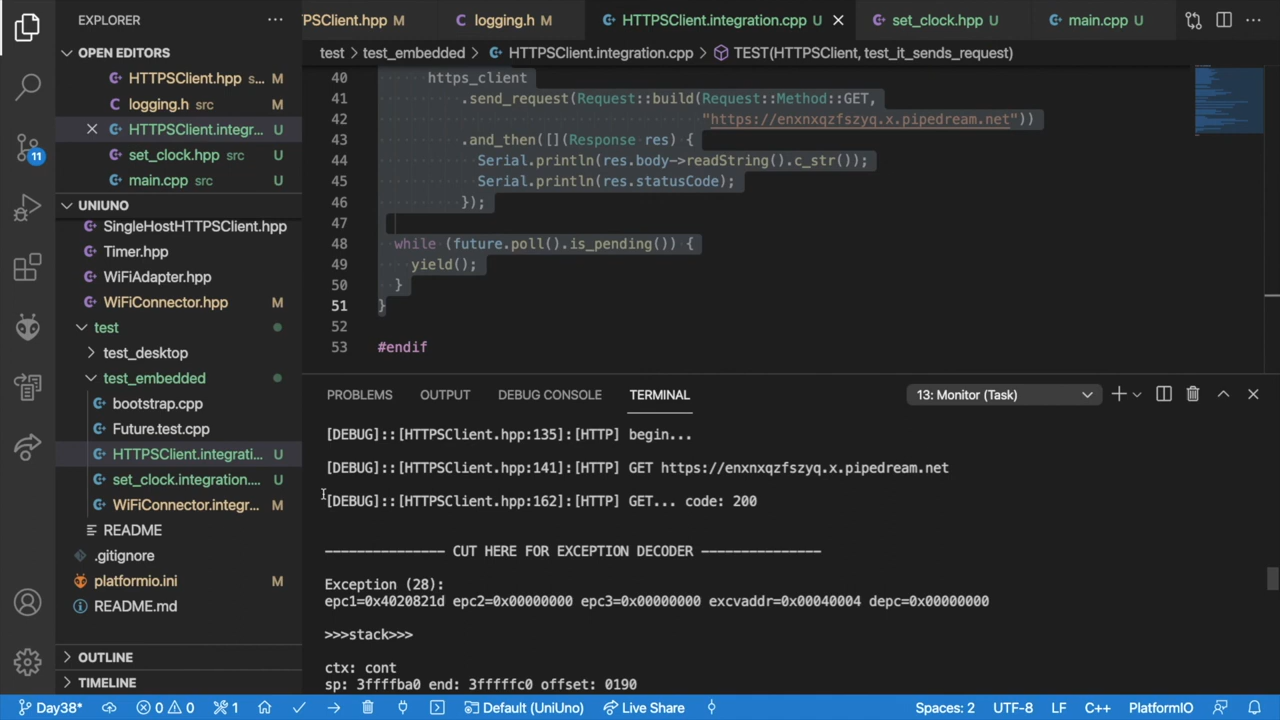 EXPLORER
PSClient.hpp M
logging.h M
HTTPSClient.integration.cpp U
set_clock.hpp U
main.cpp U
OPEN EDITORS
test > test_embedded > HTTPSClient.integration.cpp > TEST(HTTPSClient, test_it_sends_request)
HTTPSClient.hpp s... M
logging.h src M
HTTPSClient.integr... U
set_clock.hpp src U
main.cpp src U
UNIUNO
SingleHostHTTPSClient.hpp
Timer.hpp
WiFiAdapter.hpp
WiFiConnector.hpp M
test
test_desktop
test_embedded
bootstrap.cpp
Future.test.cpp
HTTPSClient.integrati... U
set_clock.integration.... U
WiFiConnector.integr... M
README
.gitignore
platformio.ini M
README.md
OUTLINE
TIMELINE
11
40 https_client
41 .send_request(Request::build(Request::Method::GET,
42 "https://enxnxqzfszyq.x.pipedream.net"))
43 .and_then([](Response res) {
44 Serial.println(res.body->readString().c_str());
45 Serial.println(res.statusCode);
46 });
47
48 while (future.poll().is_pending()) {
49 yield();
50 }
51 }
52
53 #endif
PROBLEMS OUTPUT DEBUG CONSOLE TERMINAL 13: Monitor (Task)
[DEBUG]::[HTTPSClient.hpp:135]:[HTTP] begin...
[DEBUG]::[HTTPSClient.hpp:141]:[HTTP] GET https://enxnxqzfszyq.x.pipedream.net
[DEBUG]::[HTTPSClient.hpp:162]:[HTTP] GET... code: 200
--------------- CUT HERE FOR EXCEPTION DECODER ---------------
Exception (28):
epc1=0x4020821d epc2=0x00000000 epc3=0x00000000 excvaddr=0x00040004 depc=0x00000000
>>>stack>>>
ctx: cont
sp: 3ffffba0 end: 3fffffc0 offset: 0190
Day38* 0 0 1 Default (UniUno) Live Share Spaces: 2 UTF-8 LF C++ PlatformIO